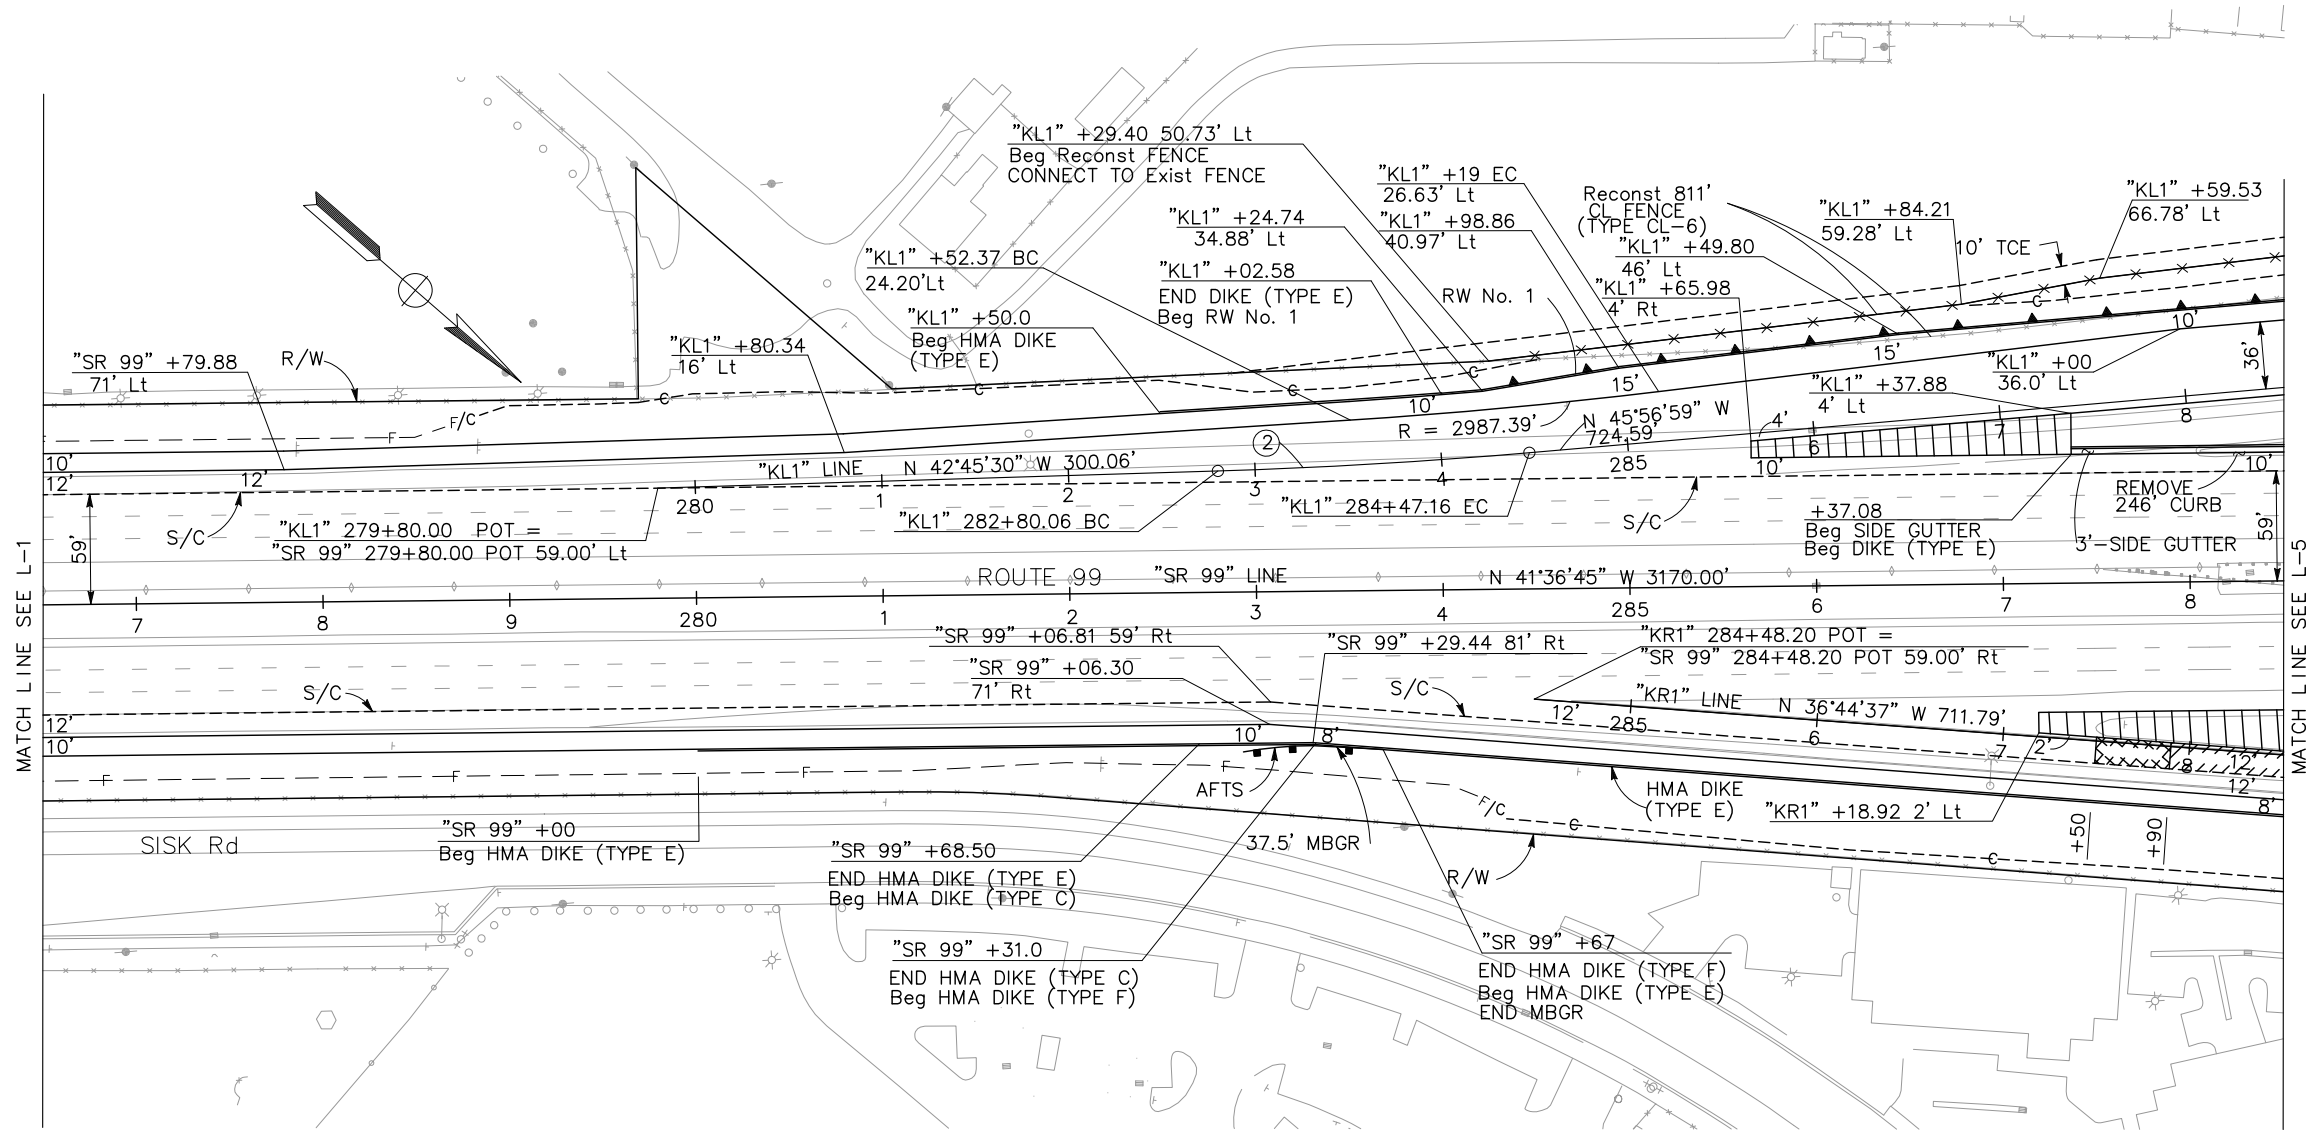 "KL1" +29.40 50.73' Lt
Beg Reconst FENCE
CONNECT TO Exist FENCE
"KL1" +19 EC
26.63' Lt
Reconst 811'
CL FENCE
(TYPE CL-6)
"KL1" +59.53
66.78' Lt
"KL1" +84.21
59.28' Lt
10' TCE
"KL1" +24.74
34.88' Lt
"KL1" +98.86
40.97' Lt
"KL1" +49.80
46' Lt
"KL1" +52.37 BC
24.20'Lt
"KL1" +02.58
END DIKE (TYPE E)
Beg RW No. 1
RW No. 1
"KL1" +65.98
4' Rt
C
"KL1" +50.0
Beg HMA DIKE
(TYPE E)
"SR 99" +79.88
71' Lt
R/W
"KL1" +80.34
16' Lt
10'
15'
36'
"KL1" +00
36.0' Lt
"KL1" +37.88
4' Lt
C
C
C
C
15'
10'
F
F/C
R = 2987.39'
N 45°56'59" W
724.59'
2
4'
6
7
8
10'
12'
12'
"KL1" LINE
N 42°45'30" W 300.06'
280
1
2
3
4
285
10'
10'
S/C
"KL1" 279+80.00 POT =
"SR 99" 279+80.00 POT 59.00' Lt
"KL1" 282+80.06 BC
"KL1" 284+47.16 EC
S/C
REMOVE
246' CURB
+37.08
Beg SIDE GUTTER
Beg DIKE (TYPE E)
3'-SIDE GUTTER
59'
59'
ROUTE 99
"SR 99" LINE
N 41°36'45" W 3170.00'
7
8
9
280
1
2
3
4
285
6
7
8
MATCH LINE SEE L-1
MATCH LINE SEE L-5
"SR 99" +06.81 59' Rt
"SR 99" +29.44 81' Rt
"KR1" 284+48.20 POT =
"SR 99" 284+48.20 POT 59.00' Rt
"SR 99" +06.30
71' Rt
S/C
S/C
"KR1" LINE
N 36°44'37" W 711.79'
12'
10'
10'
8'
12'
285
6
7
2'
8
12'
12'
8'
F
F
F
F
AFTS
F/C
HMA DIKE
(TYPE E)
"KR1" +18.92 2' Lt
+50
+90
SISK Rd
"SR 99" +00
Beg HMA DIKE (TYPE E)
37.5' MBGR
C
C
R/W
"SR 99" +68.50
END HMA DIKE (TYPE E)
Beg HMA DIKE (TYPE C)
"SR 99" +31.0
END HMA DIKE (TYPE C)
Beg HMA DIKE (TYPE F)
"SR 99" +67
END HMA DIKE (TYPE F)
Beg HMA DIKE (TYPE E)
END MBGR